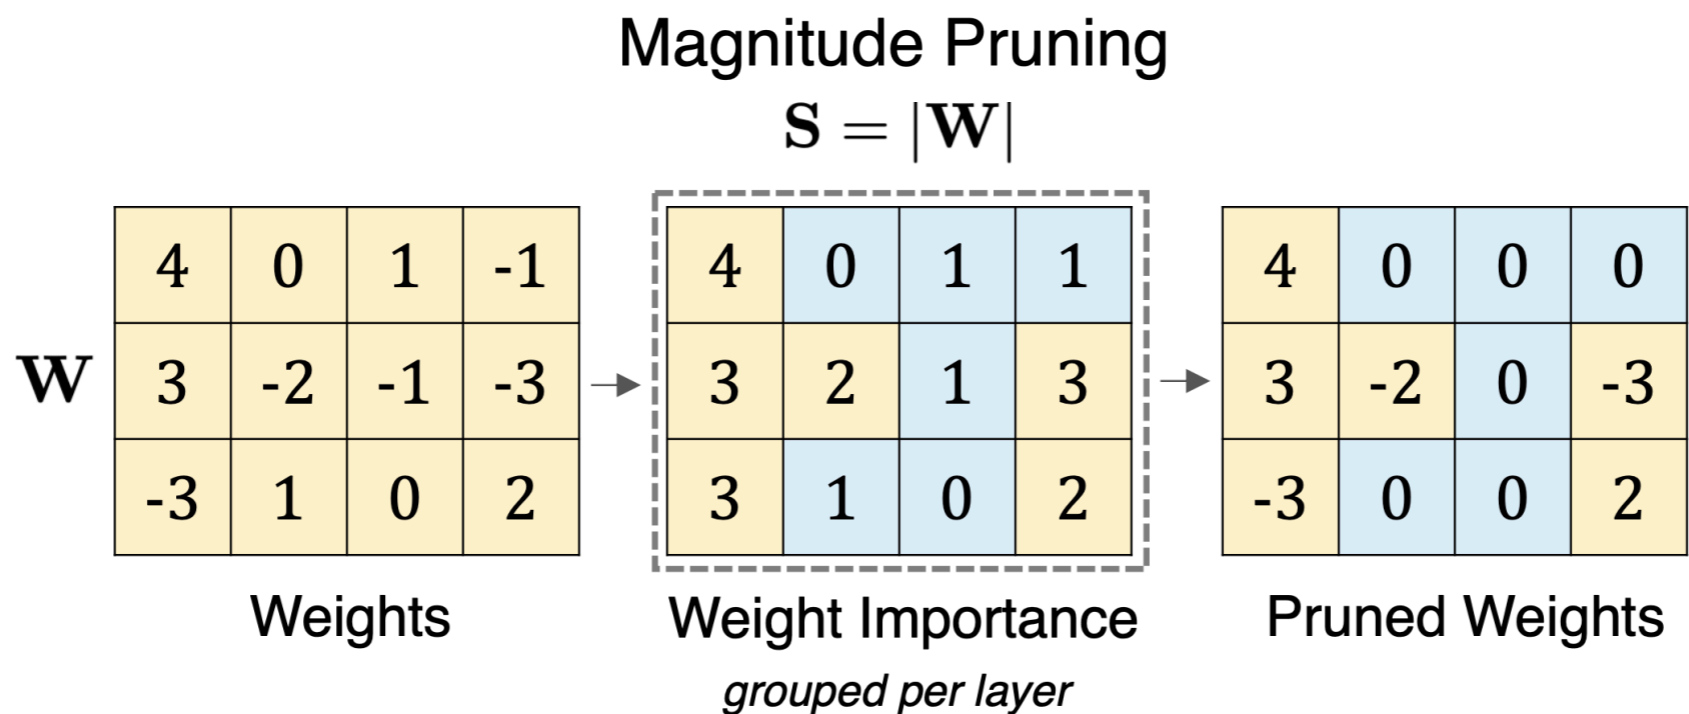 Magnitude Pruning
S = |W|
4 0 1 -1 4 0 1 1 4 0 0 0
W 3 -2 -1 -3 3 2 1 3 3 -2 0 -3
-3 1 0 2 3 1 0 2 -3 0 0 2
Weights Weight Importance Pruned Weights
grouped per layer